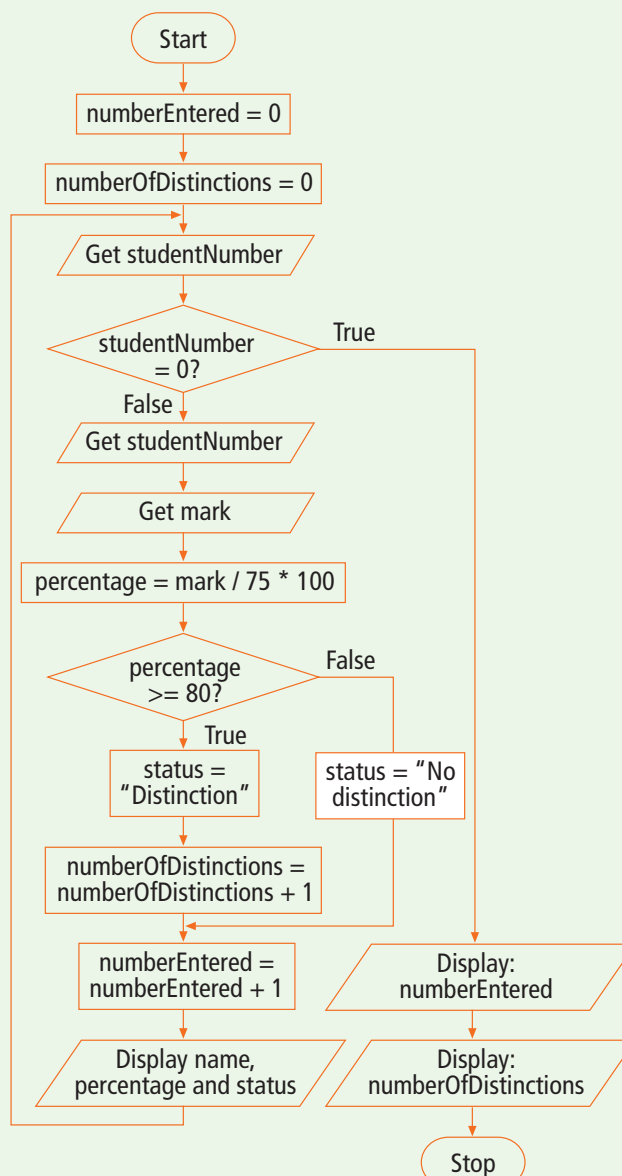 Start
numberEntered = 0
numberOfDistinctions = 0
Get studentNumber
studentNumber
= 0?
True
False
Get studentNumber
Get mark
percentage = mark / 75 * 100
percentage
>= 80?
False
True
status =
“Distinction”
status = “No
distinction”
numberOfDistinctions =
numberOfDistinctions + 1
numberEntered =
numberEntered + 1
Display name,
percentage and status
Display:
numberEntered
Display:
numberOfDistinctions
Stop